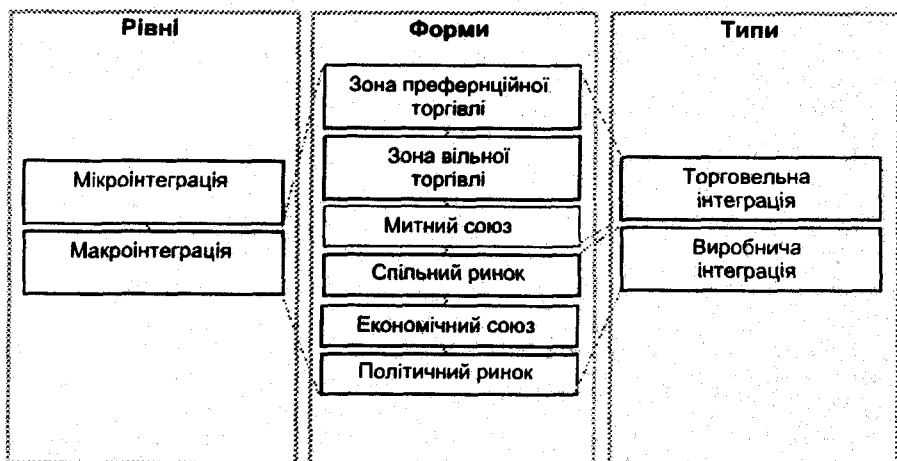 Рівні
Мікроінтеграція
Макроінтеграція
Форми
Зона префернційної
торгівлі
Зона вільної
торгівлі
Митний союз
Спільний ринок
Економічний союз
Політичний ринок
Типи
Торговельна
інтеграція
Виробнича
інтеграція